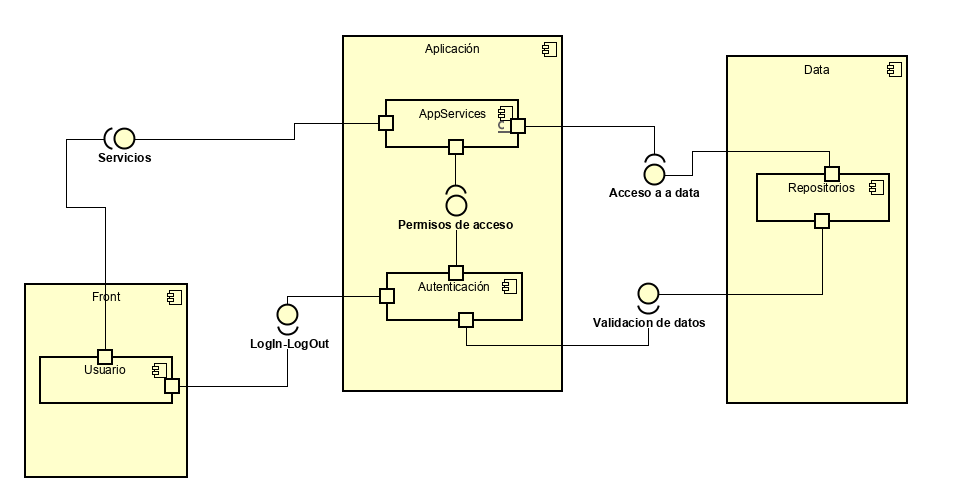 Aplicación
Data
AppServices
Servicios
Acceso a a data
Repositorios
Permisos de acceso
Front
Autenticación
LogIn-LogOut
Validacion de datos
Usuario